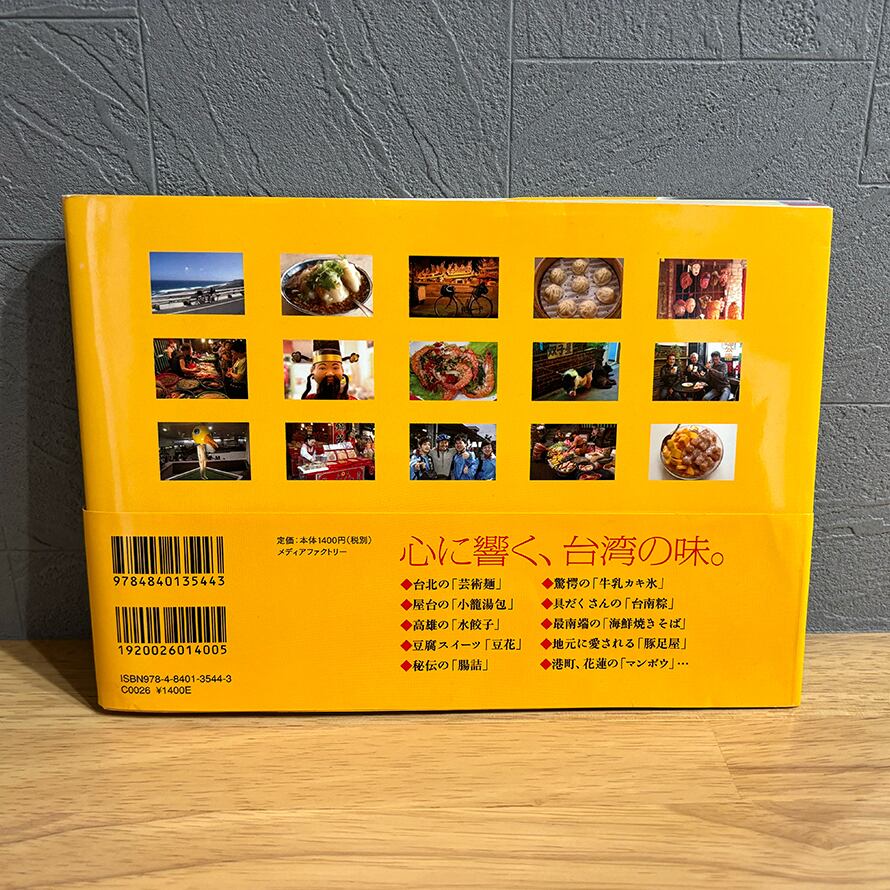 9784840135443
1920026014005
ISBN978-4-8401-3544-3
C0026 ¥1400E
定価:本体1400円(税別)
メディアファクトリー
心に響く、台湾の味。
◆台北の「芸術麺」
◆屋台の「小籠湯包」
◆高雄の「水餃子」
◆豆腐スイーツ「豆花」
◆秘伝の「腸詰」
◆驚愕の「牛乳カキ氷」
◆具だくさんの「台南粽」
◆最南端の「海鮮焼きそば」
◆地元に愛される「豚足屋」
◆港町、花蓮の「マンボウ」…